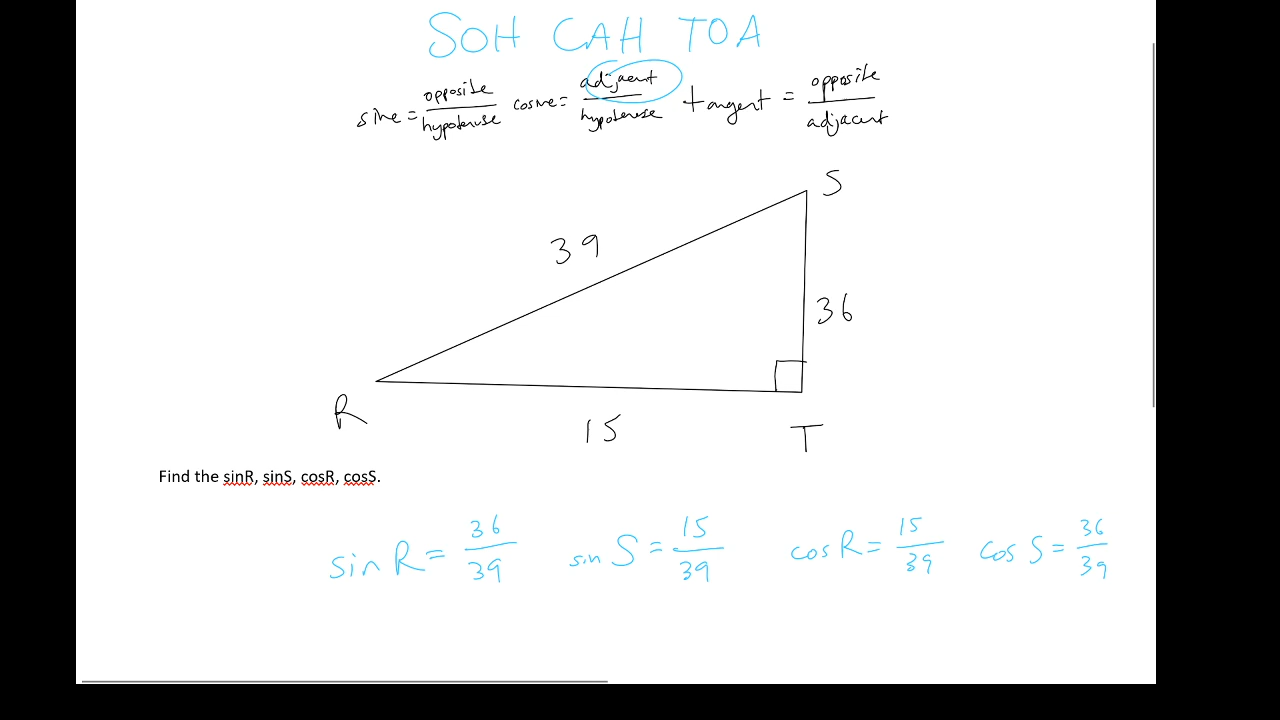 SOH CAH TOA
sine = opposite / hypotenuse cosine = adjacent / hypotenuse tangent = opposite / adjacent
S
39
36
R
15
T
Find the sinR, sinS, cosR, cosS.
sin R = 36/39 sin S = 15/39 cos R = 15/39 cos S = 36/39